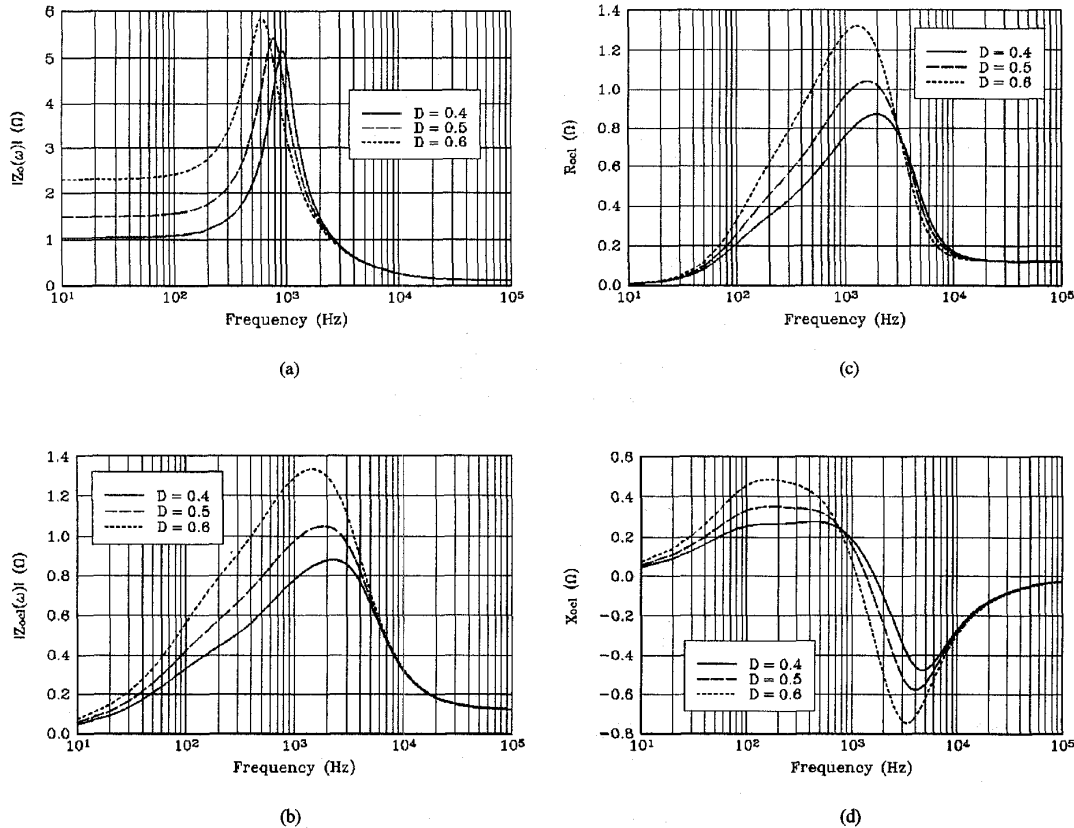 6
5
4
3
2
1
0
|Zₒ(ω)| (Ω)
D = 0.4
D = 0.5
D = 0.6
10¹ 10² 10³ 10⁴ 10⁵
Frequency (Hz)
(a)
1.4
1.2
1.0
0.8
0.6
0.4
0.2
0.0
Rocl (Ω)
D = 0.4
D = 0.5
D = 0.6
10¹ 10² 10³ 10⁴ 10⁵
Frequency (Hz)
(c)
1.4
1.2
1.0
0.8
0.6
0.4
0.2
0.0
|Zocl(ω)| (Ω)
D = 0.4
D = 0.5
D = 0.6
10¹ 10² 10³ 10⁴ 10⁵
Frequency (Hz)
(b)
0.8
0.6
0.4
0.2
0.0
-0.2
-0.4
-0.6
-0.8
Xocl (Ω)
D = 0.4
D = 0.5
D = 0.6
10¹ 10² 10³ 10⁴ 10⁵
Frequency (Hz)
(d)